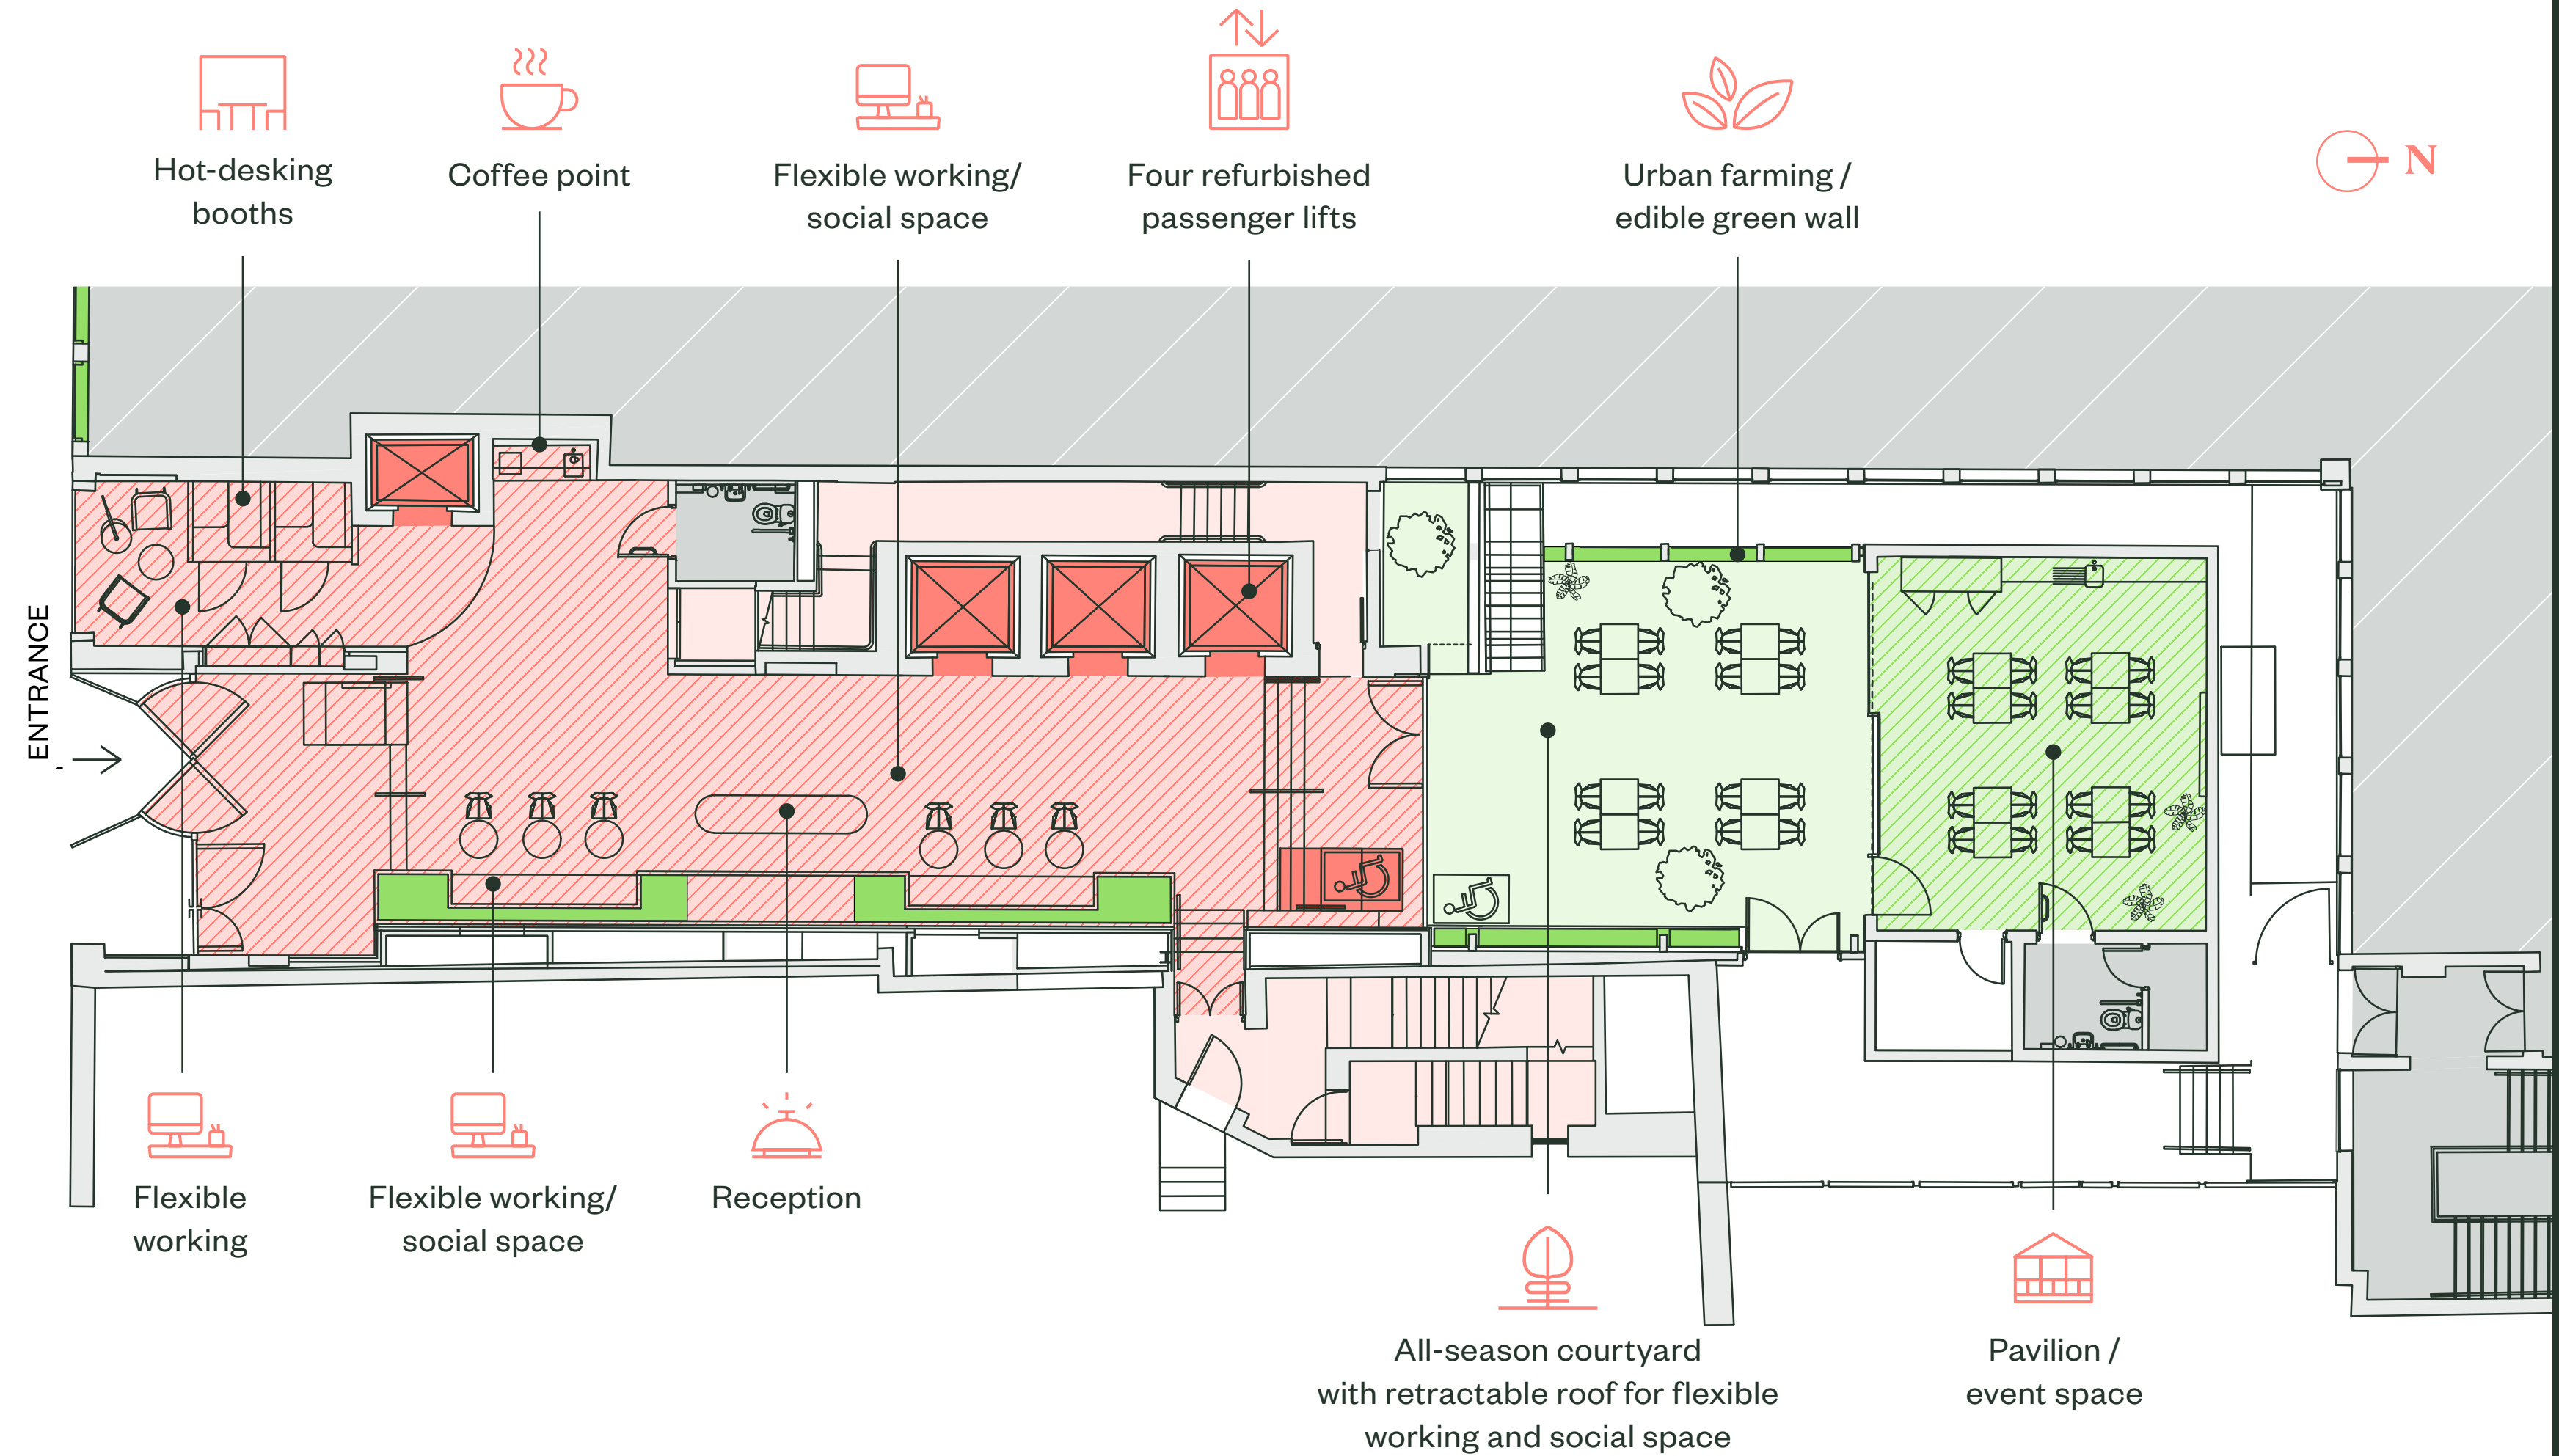 Hot-desking
booths
Coffee point
Flexible working/
social space
Four refurbished
passenger lifts
Urban farming /
edible green wall
N
ENTRANCE
Flexible
working
Flexible working/
social space
Reception
All-season courtyard
with retractable roof for flexible
working and social space
Pavilion /
event space